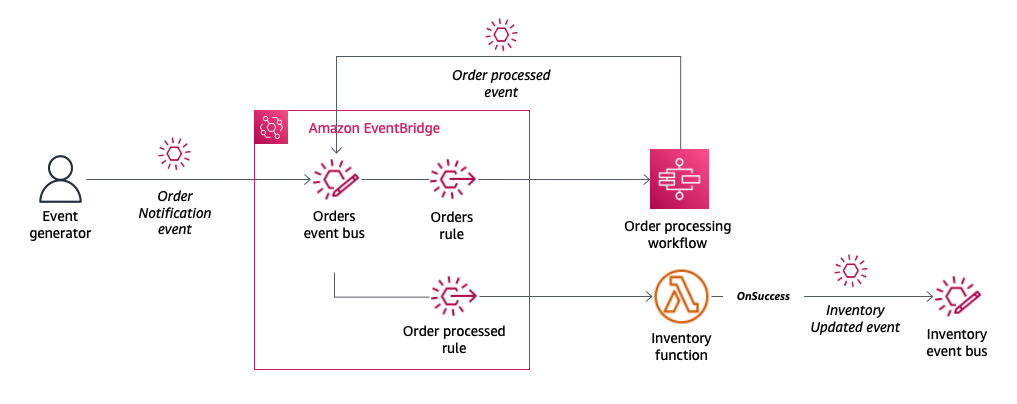 Order processed
event
Amazon EventBridge
Order
Notification
event
Event
generator
Orders
event bus
Orders
rule
Order processing
workflow
Order processed
rule
Inventory
function
OnSuccess
Inventory
Updated event
Inventory
event bus